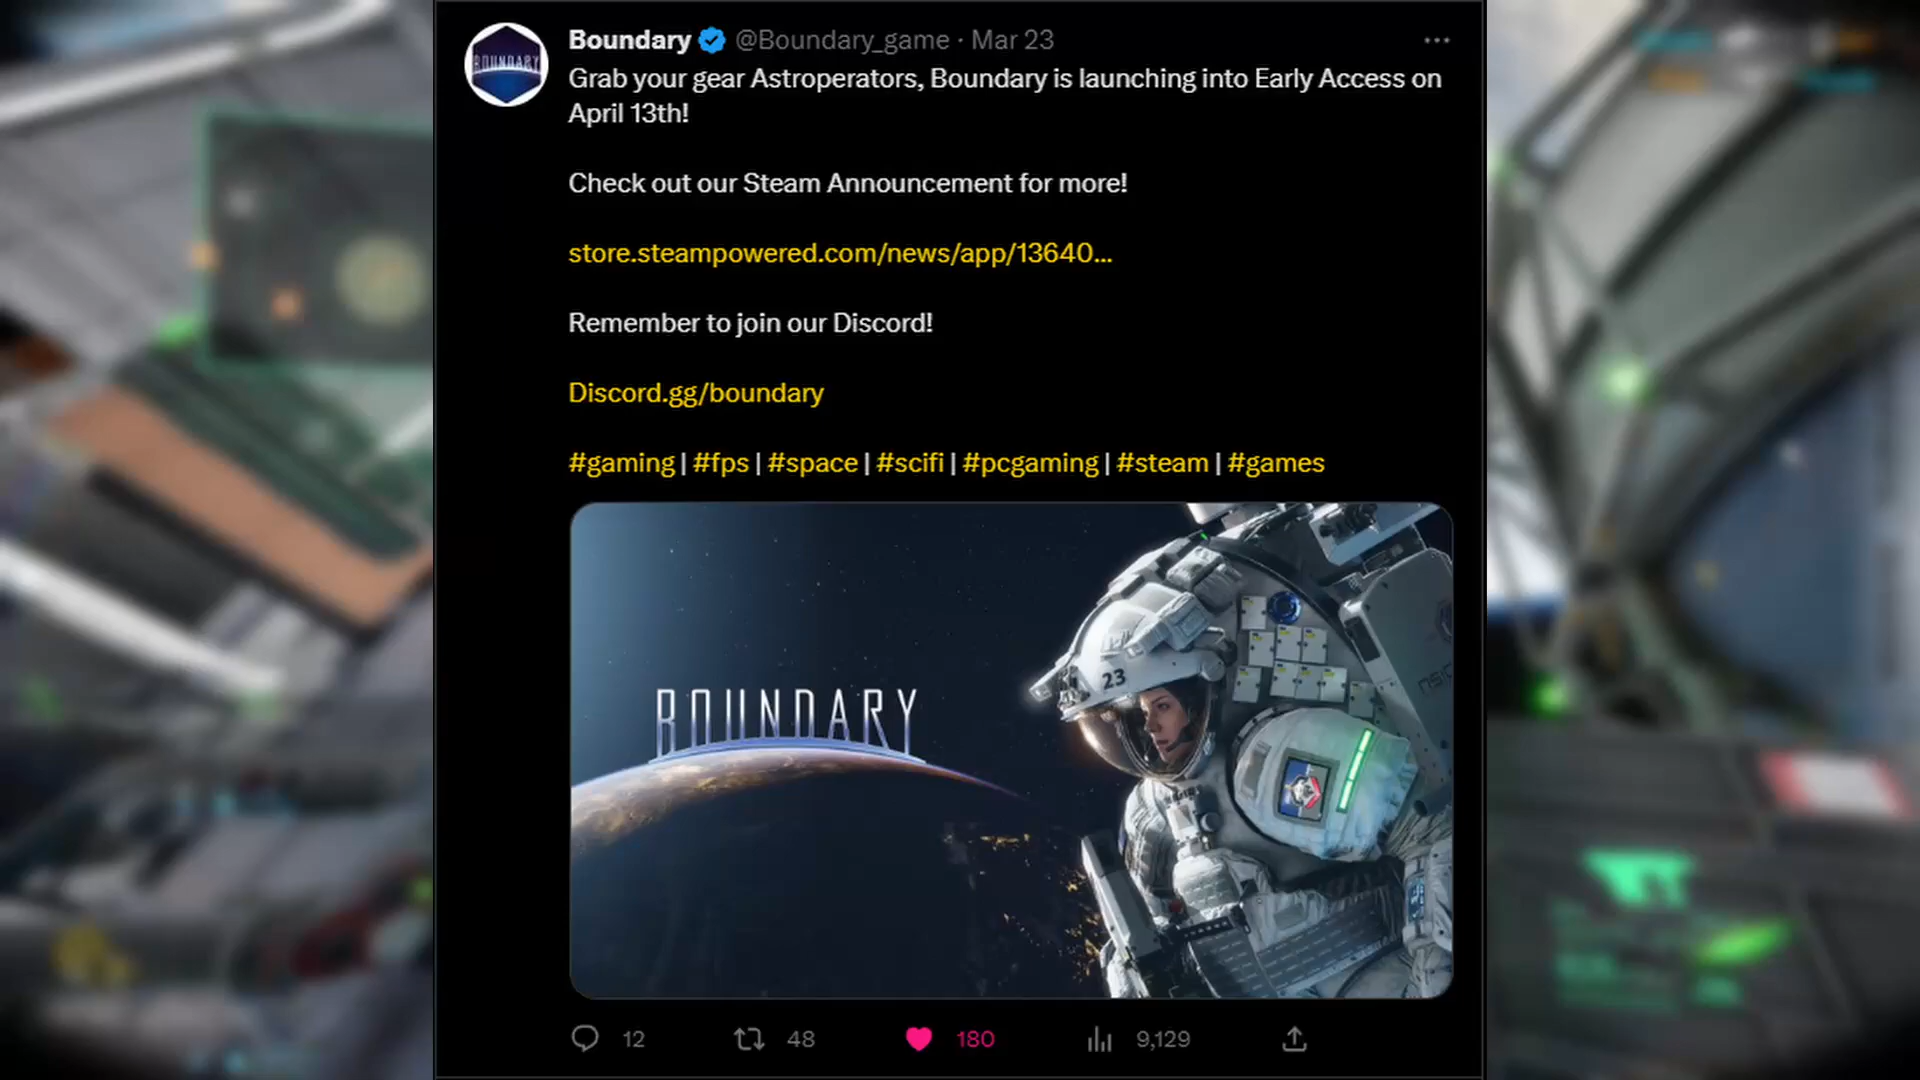 BOUNDARY
Boundary @Boundary_game · Mar 23
Grab your gear Astroperators, Boundary is launching into Early Access on
April 13th!
Check out our Steam Announcement for more!
store.steampowered.com/news/app/13640...
Remember to join our Discord!
Discord.gg/boundary
#gaming | #fps | #space | #scifi | #pcgaming | #steam | #games
BOUNDARY
23
12 48 180 9,129